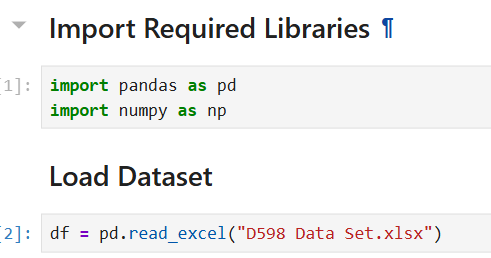 Import Required Libraries ¶
[1]:
import pandas as pd
import numpy as np
Load Dataset
[2]:
df = pd.read_excel("D598 Data Set.xlsx")